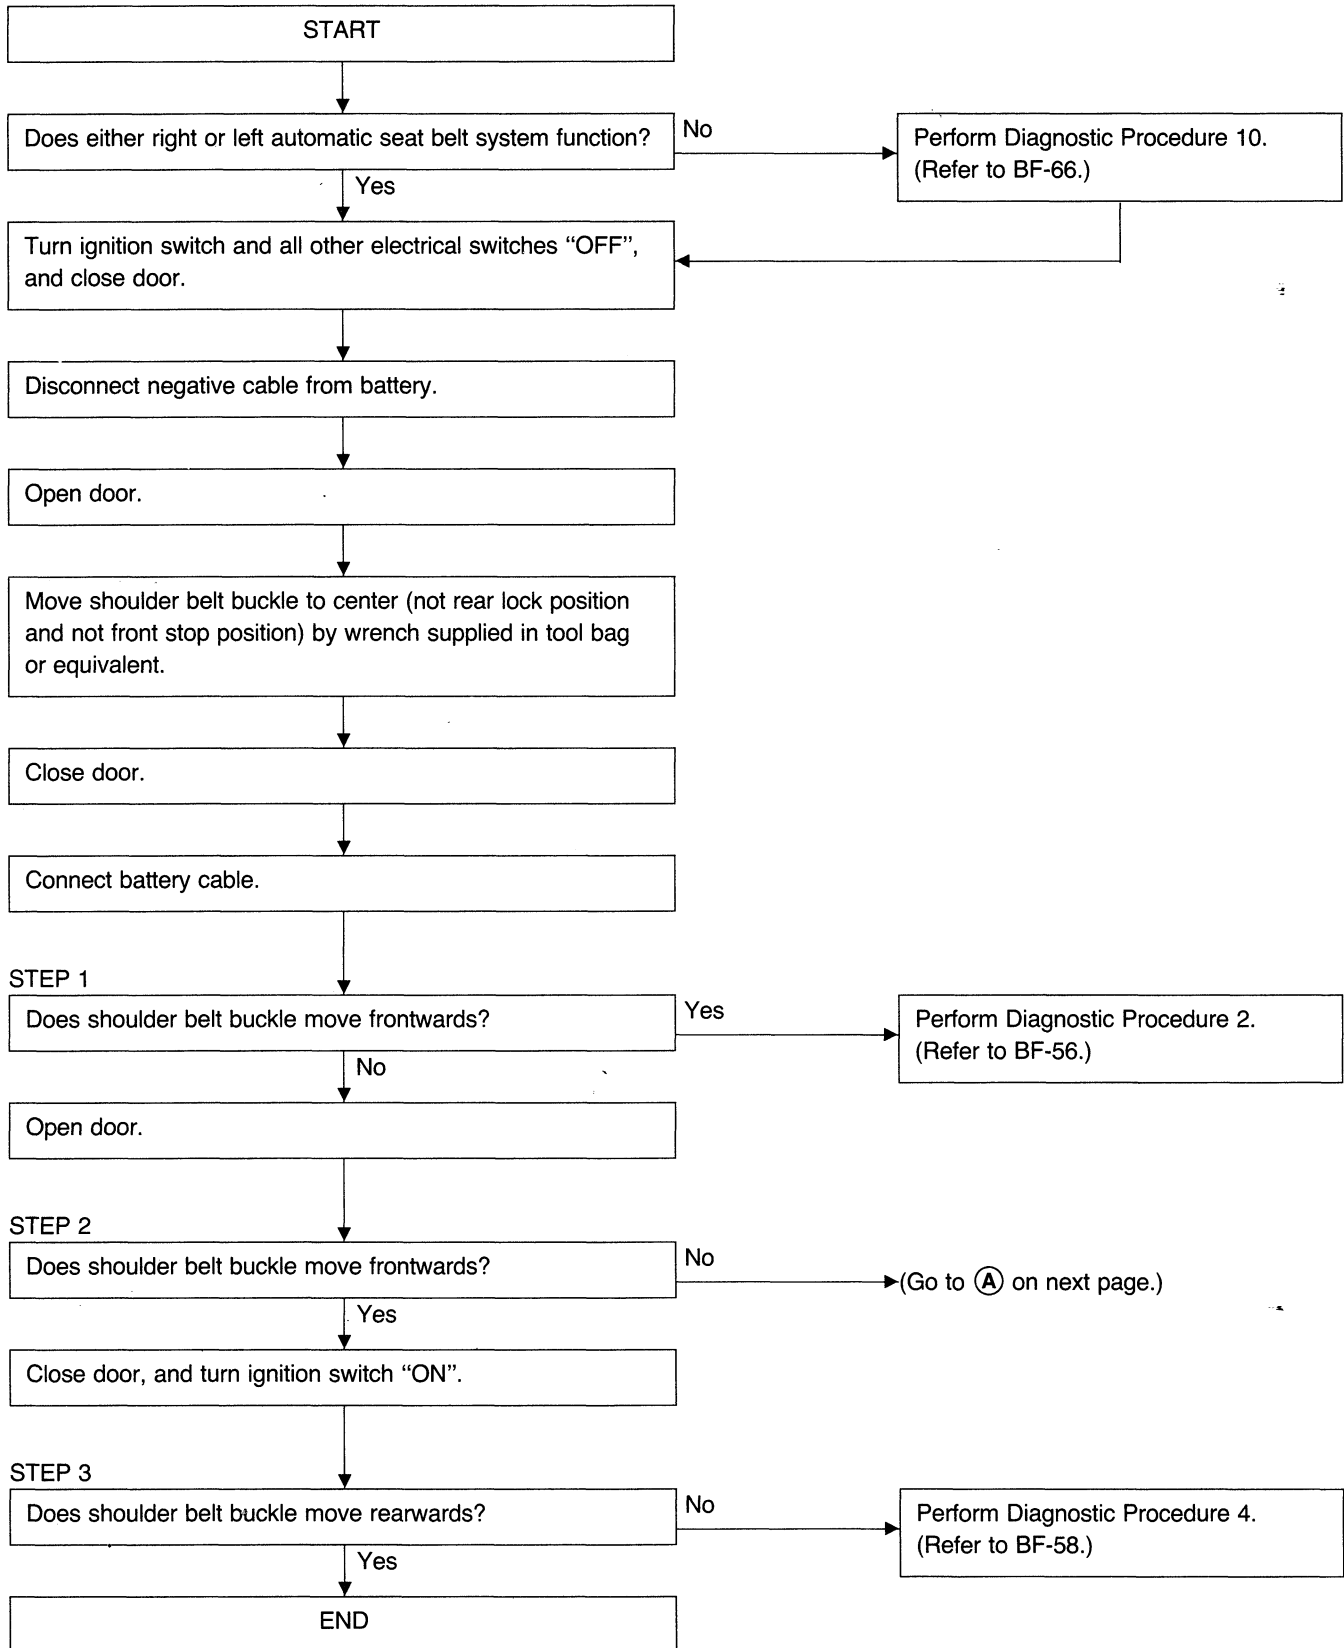 START
Does either right or left automatic seat belt system function?
No
Perform Diagnostic Procedure 10.
(Refer to BF-66.)
Yes
Turn ignition switch and all other electrical switches “OFF”,
and close door.
Disconnect negative cable from battery.
Open door.
Move shoulder belt buckle to center (not rear lock position
and not front stop position) by wrench supplied in tool bag
or equivalent.
Close door.
Connect battery cable.
STEP 1
Does shoulder belt buckle move frontwards?
Yes
Perform Diagnostic Procedure 2.
(Refer to BF-56.)
No
Open door.
STEP 2
Does shoulder belt buckle move frontwards?
No
(Go to Ⓐ on next page.)
Yes
Close door, and turn ignition switch “ON”.
STEP 3
Does shoulder belt buckle move rearwards?
No
Perform Diagnostic Procedure 4.
(Refer to BF-58.)
Yes
END